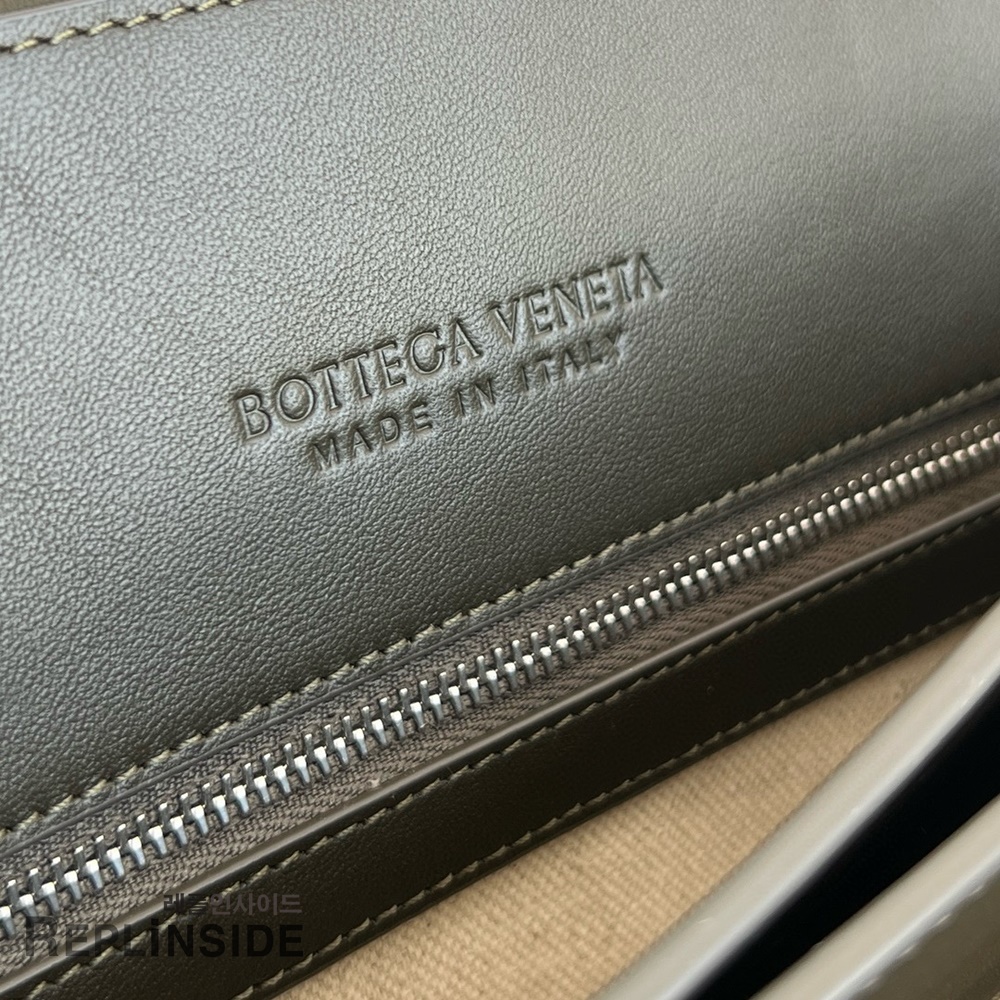 BOTTEGA VENETA
MADE IN ITALY
레플인사이드
REPLiNSIDE